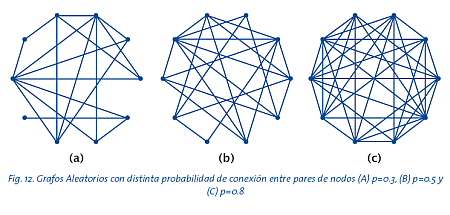 (a) (b) (c)
Fig. 12. Grafos Aleatorios con distinta probabilidad de conexión entre pares de nodos (A) p=0.3, (B) p=0.5 y
(C) p=0.8